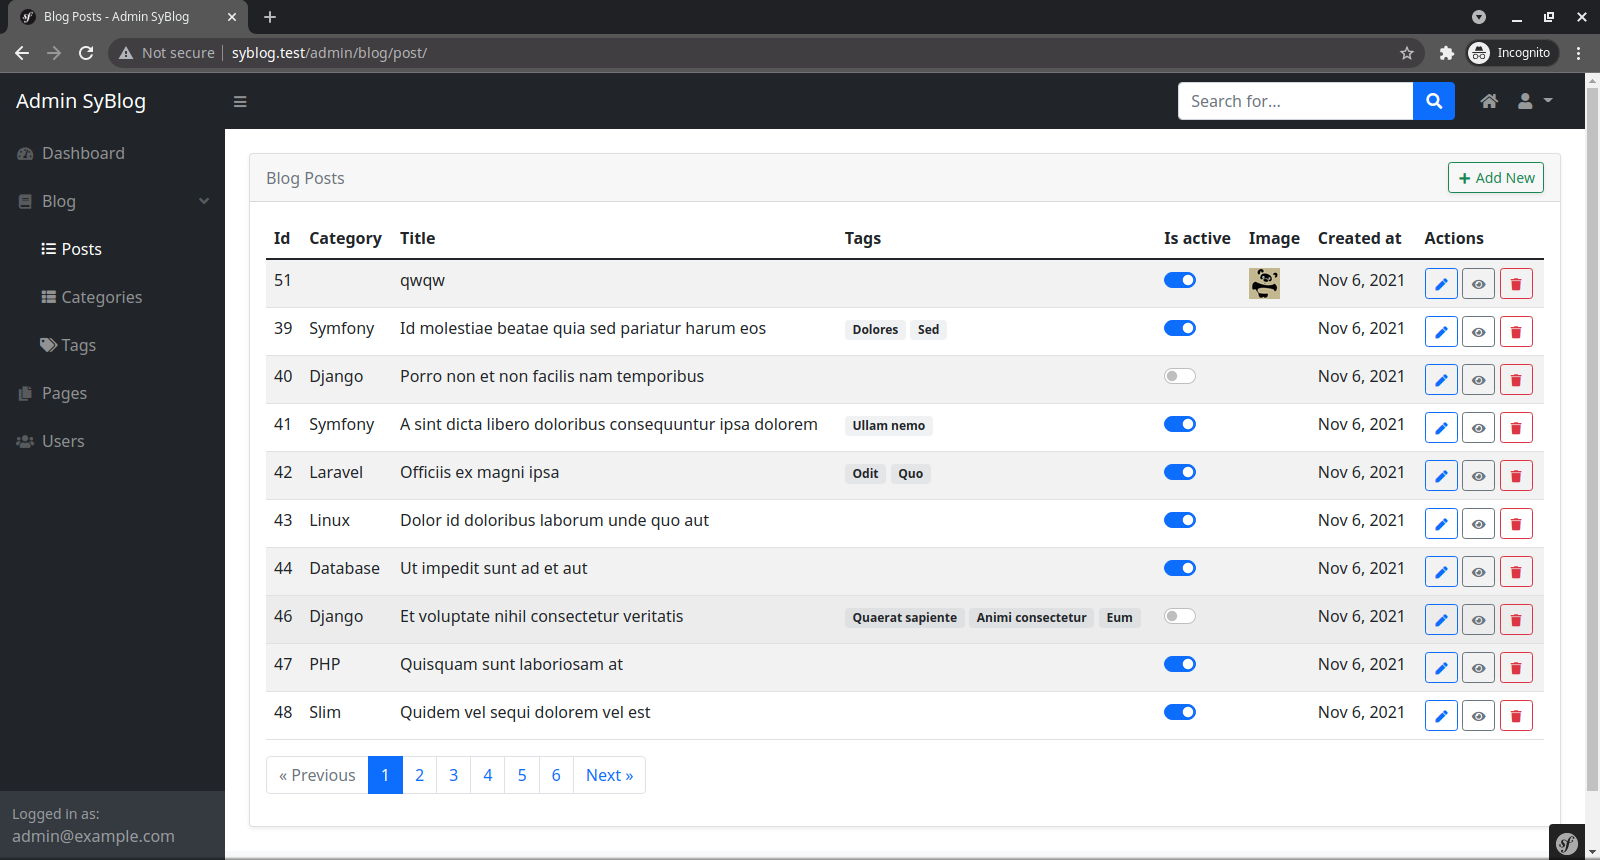 Blog Posts - Admin SyBlog
Not secure syblog.test/admin/blog/post/ Incognito
Admin SyBlog
Search for...
Dashboard
Blog
Posts
Categories
Tags
Pages
Users
Logged in as:
admin@example.com
Blog Posts
+ Add New
Id Category Title Tags Is active Image Created at Actions
51 qwqw Nov 6, 2021
39 Symfony Id molestiae beatae quia sed pariatur harum eos Dolores Sed Nov 6, 2021
40 Django Porro non et non facilis nam temporibus Nov 6, 2021
41 Symfony A sint dicta libero doloribus consequuntur ipsa dolorem Ullam nemo Nov 6, 2021
42 Laravel Officiis ex magni ipsa Odit Quo Nov 6, 2021
43 Linux Dolor id doloribus laborum unde quo aut Nov 6, 2021
44 Database Ut impedit sunt ad et aut Nov 6, 2021
46 Django Et voluptate nihil consectetur veritatis Quaerat sapiente Animi consectetur Eum Nov 6, 2021
47 PHP Quisquam sunt laboriosam at Nov 6, 2021
48 Slim Quidem vel sequi dolorem vel est Nov 6, 2021
« Previous 1 2 3 4 5 6 Next »
sf